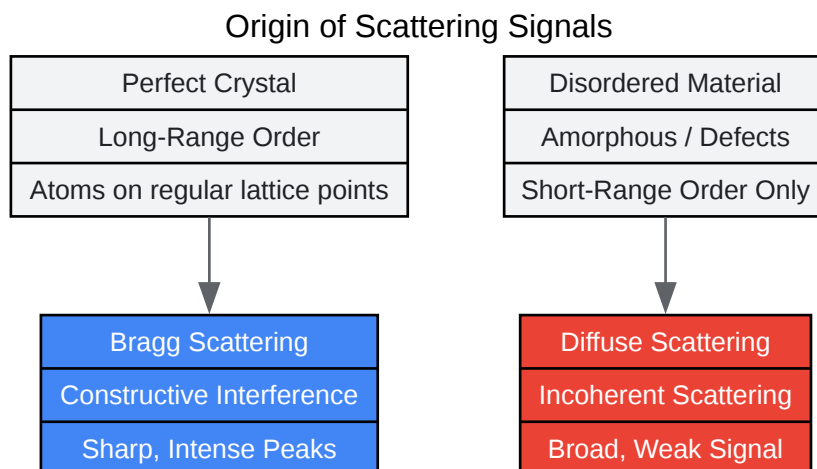 Origin of Scattering Signals
Perfect Crystal
Long-Range Order
Atoms on regular lattice points
Disordered Material
Amorphous / Defects
Short-Range Order Only
Bragg Scattering
Constructive Interference
Sharp, Intense Peaks
Diffuse Scattering
Incoherent Scattering
Broad, Weak Signal